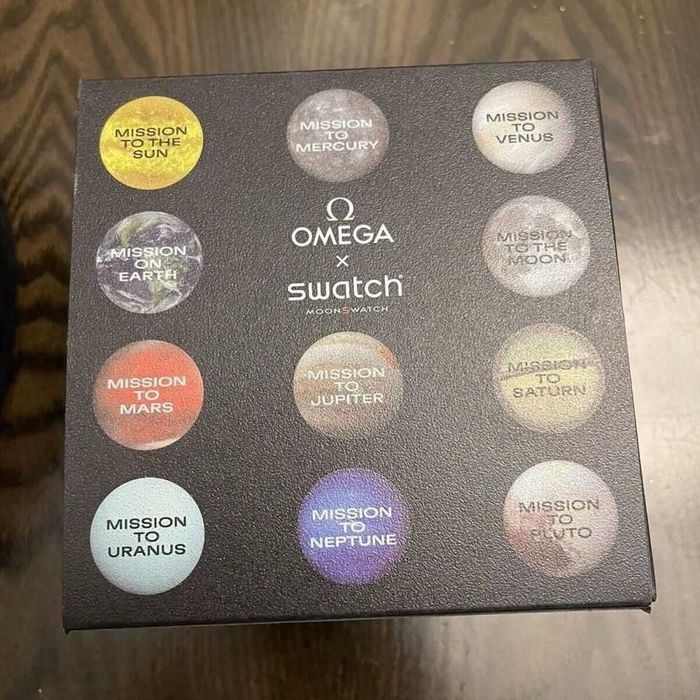 MISSION
TO THE
SUN
MISSION
TO
MERCURY
MISSION
TO
VENUS
MISSION
ON
EARTH
Ω
OMEGA
×
swatch®
MOONSWATCH
MISSION
TO THE
MOON
MISSION
TO
MARS
MISSION
TO
JUPITER
MISSION
TO
SATURN
MISSION
TO
URANUS
MISSION
TO
NEPTUNE
MISSION
TO
PLUTO